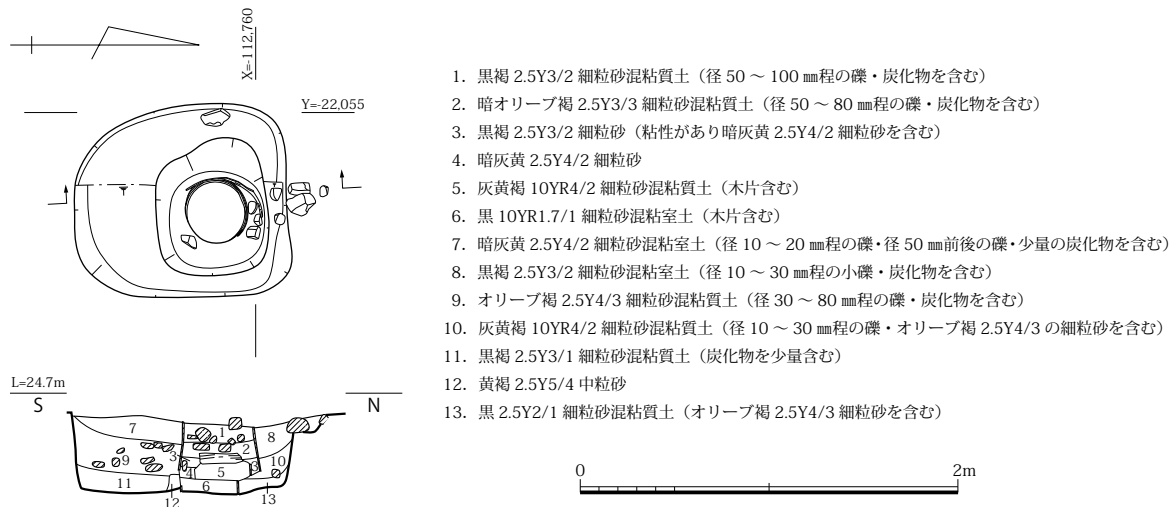 X=-112,760
Y=-22,055
1. 黒褐 2.5Y3/2 細粒砂混粘質土（径 50 ～ 100 ㎜程の礫・炭化物を含む）
2. 暗オリーブ褐 2.5Y3/3 細粒砂混粘質土（径 50 ～ 80 ㎜程の礫・炭化物を含む）
3. 黒褐 2.5Y3/2 細粒砂（粘性があり暗灰黄 2.5Y4/2 細粒砂を含む）
4. 暗灰黄 2.5Y4/2 細粒砂
5. 灰黄褐 10YR4/2 細粒砂混粘質土（木片含む）
6. 黒 10YR1.7/1 細粒砂混粘室土（木片含む）
7. 暗灰黄 2.5Y4/2 細粒砂混粘室土（径 10 ～ 20 ㎜程の礫・径 50 ㎜前後の礫・少量の炭化物を含む）
8. 黒褐 2.5Y3/2 細粒砂混粘室土（径 10 ～ 30 ㎜程の小礫・炭化物を含む）
9. オリーブ褐 2.5Y4/3 細粒砂混粘質土（径 30 ～ 80 ㎜程の礫・炭化物を含む）
10. 灰黄褐 10YR4/2 細粒砂混粘質土（径 10 ～ 30 ㎜程の礫・オリーブ褐 2.5Y4/3 の細粒砂を含む）
11. 黒褐 2.5Y3/1 細粒砂混粘質土（炭化物を少量含む）
12. 黄褐 2.5Y5/4 中粒砂
13. 黒 2.5Y2/1 細粒砂混粘質土（オリーブ褐 2.5Y4/3 細粒砂を含む）
L=24.7m
S N
7 1 8
2
9 3 3 10
4 5
11 6
12 13
0 2m